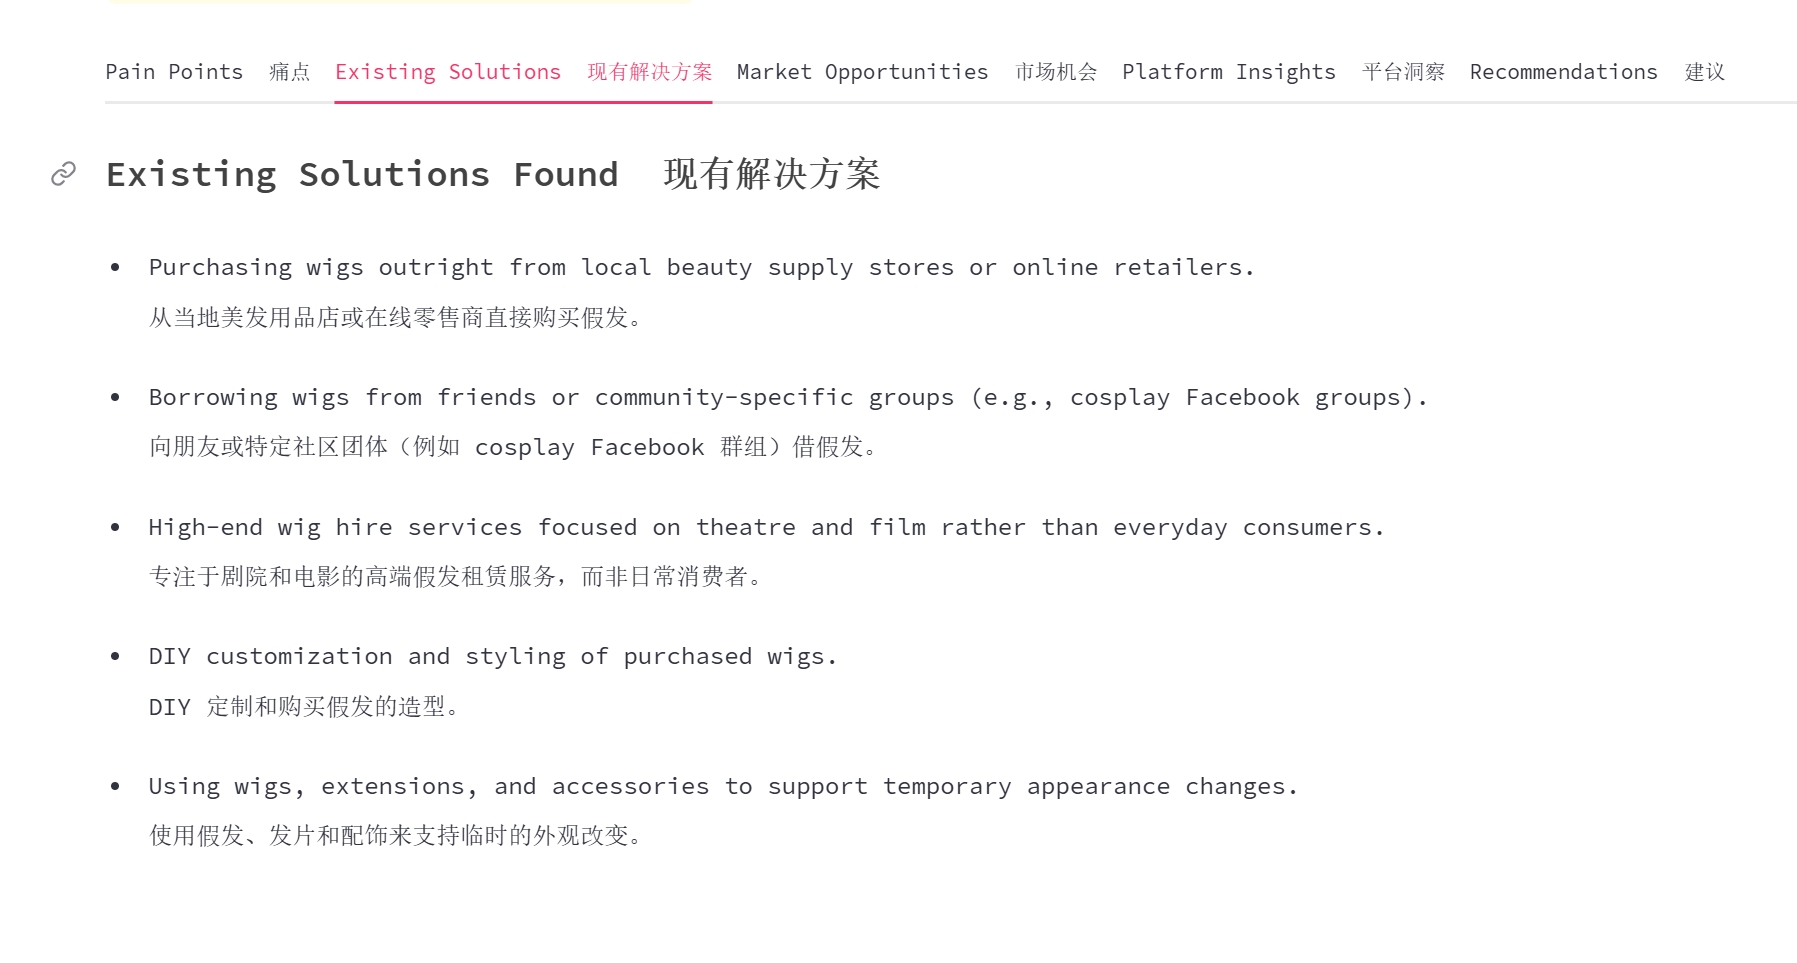 Pain Points 痛点 Existing Solutions 现有解决方案 Market Opportunities 市场机会 Platform Insights 平台洞察 Recommendations 建议
Existing Solutions Found 现有解决方案
Purchasing wigs outright from local beauty supply stores or online retailers.
从当地美发用品店或在线零售商直接购买假发。
Borrowing wigs from friends or community-specific groups (e.g., cosplay Facebook groups).
向朋友或特定社区团体（例如 cosplay Facebook 群组）借假发。
High-end wig hire services focused on theatre and film rather than everyday consumers.
专注于剧院和电影的高端假发租赁服务，而非日常消费者。
DIY customization and styling of purchased wigs.
DIY 定制和购买假发的造型。
Using wigs, extensions, and accessories to support temporary appearance changes.
使用假发、发片和配饰来支持临时的外观改变。